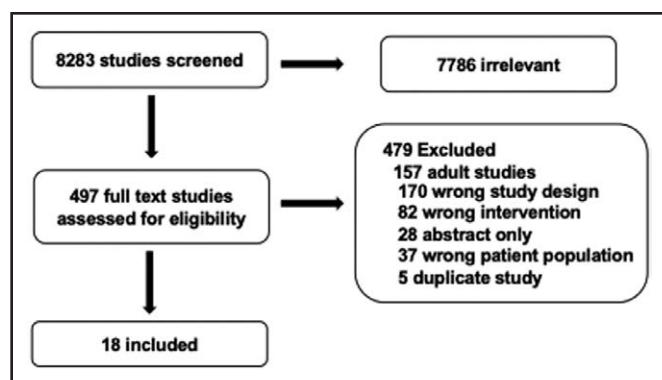 8283 studies screened
7786 irrelevant
497 full text studies
assessed for eligibility
479 Excluded
157 adult studies
170 wrong study design
82 wrong intervention
28 abstract only
37 wrong patient population
5 duplicate study
18 included